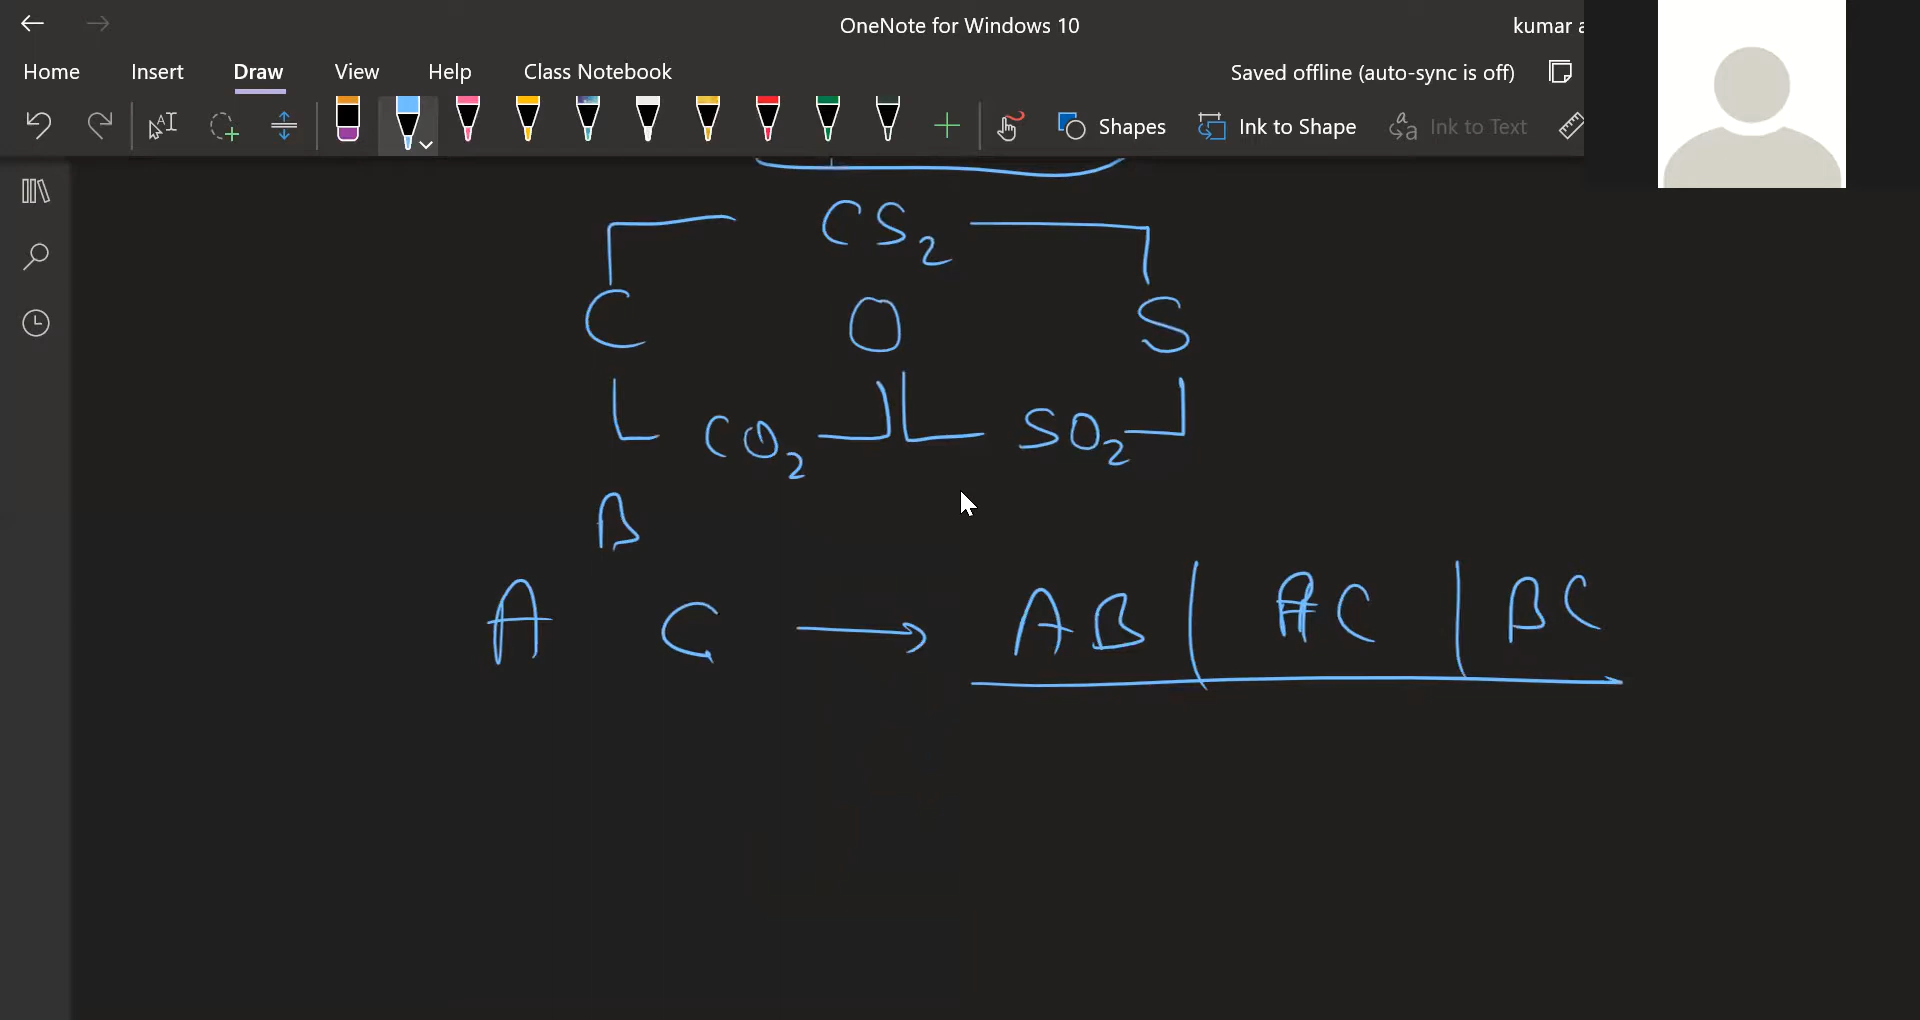 OneNote for Windows 10
kumar a
Home Insert Draw View Help Class Notebook
Saved offline (auto-sync is off)
Shapes Ink to Shape Ink to Text
CS2
C O S
CO2 SO2
B
A C → AB | AC | BC